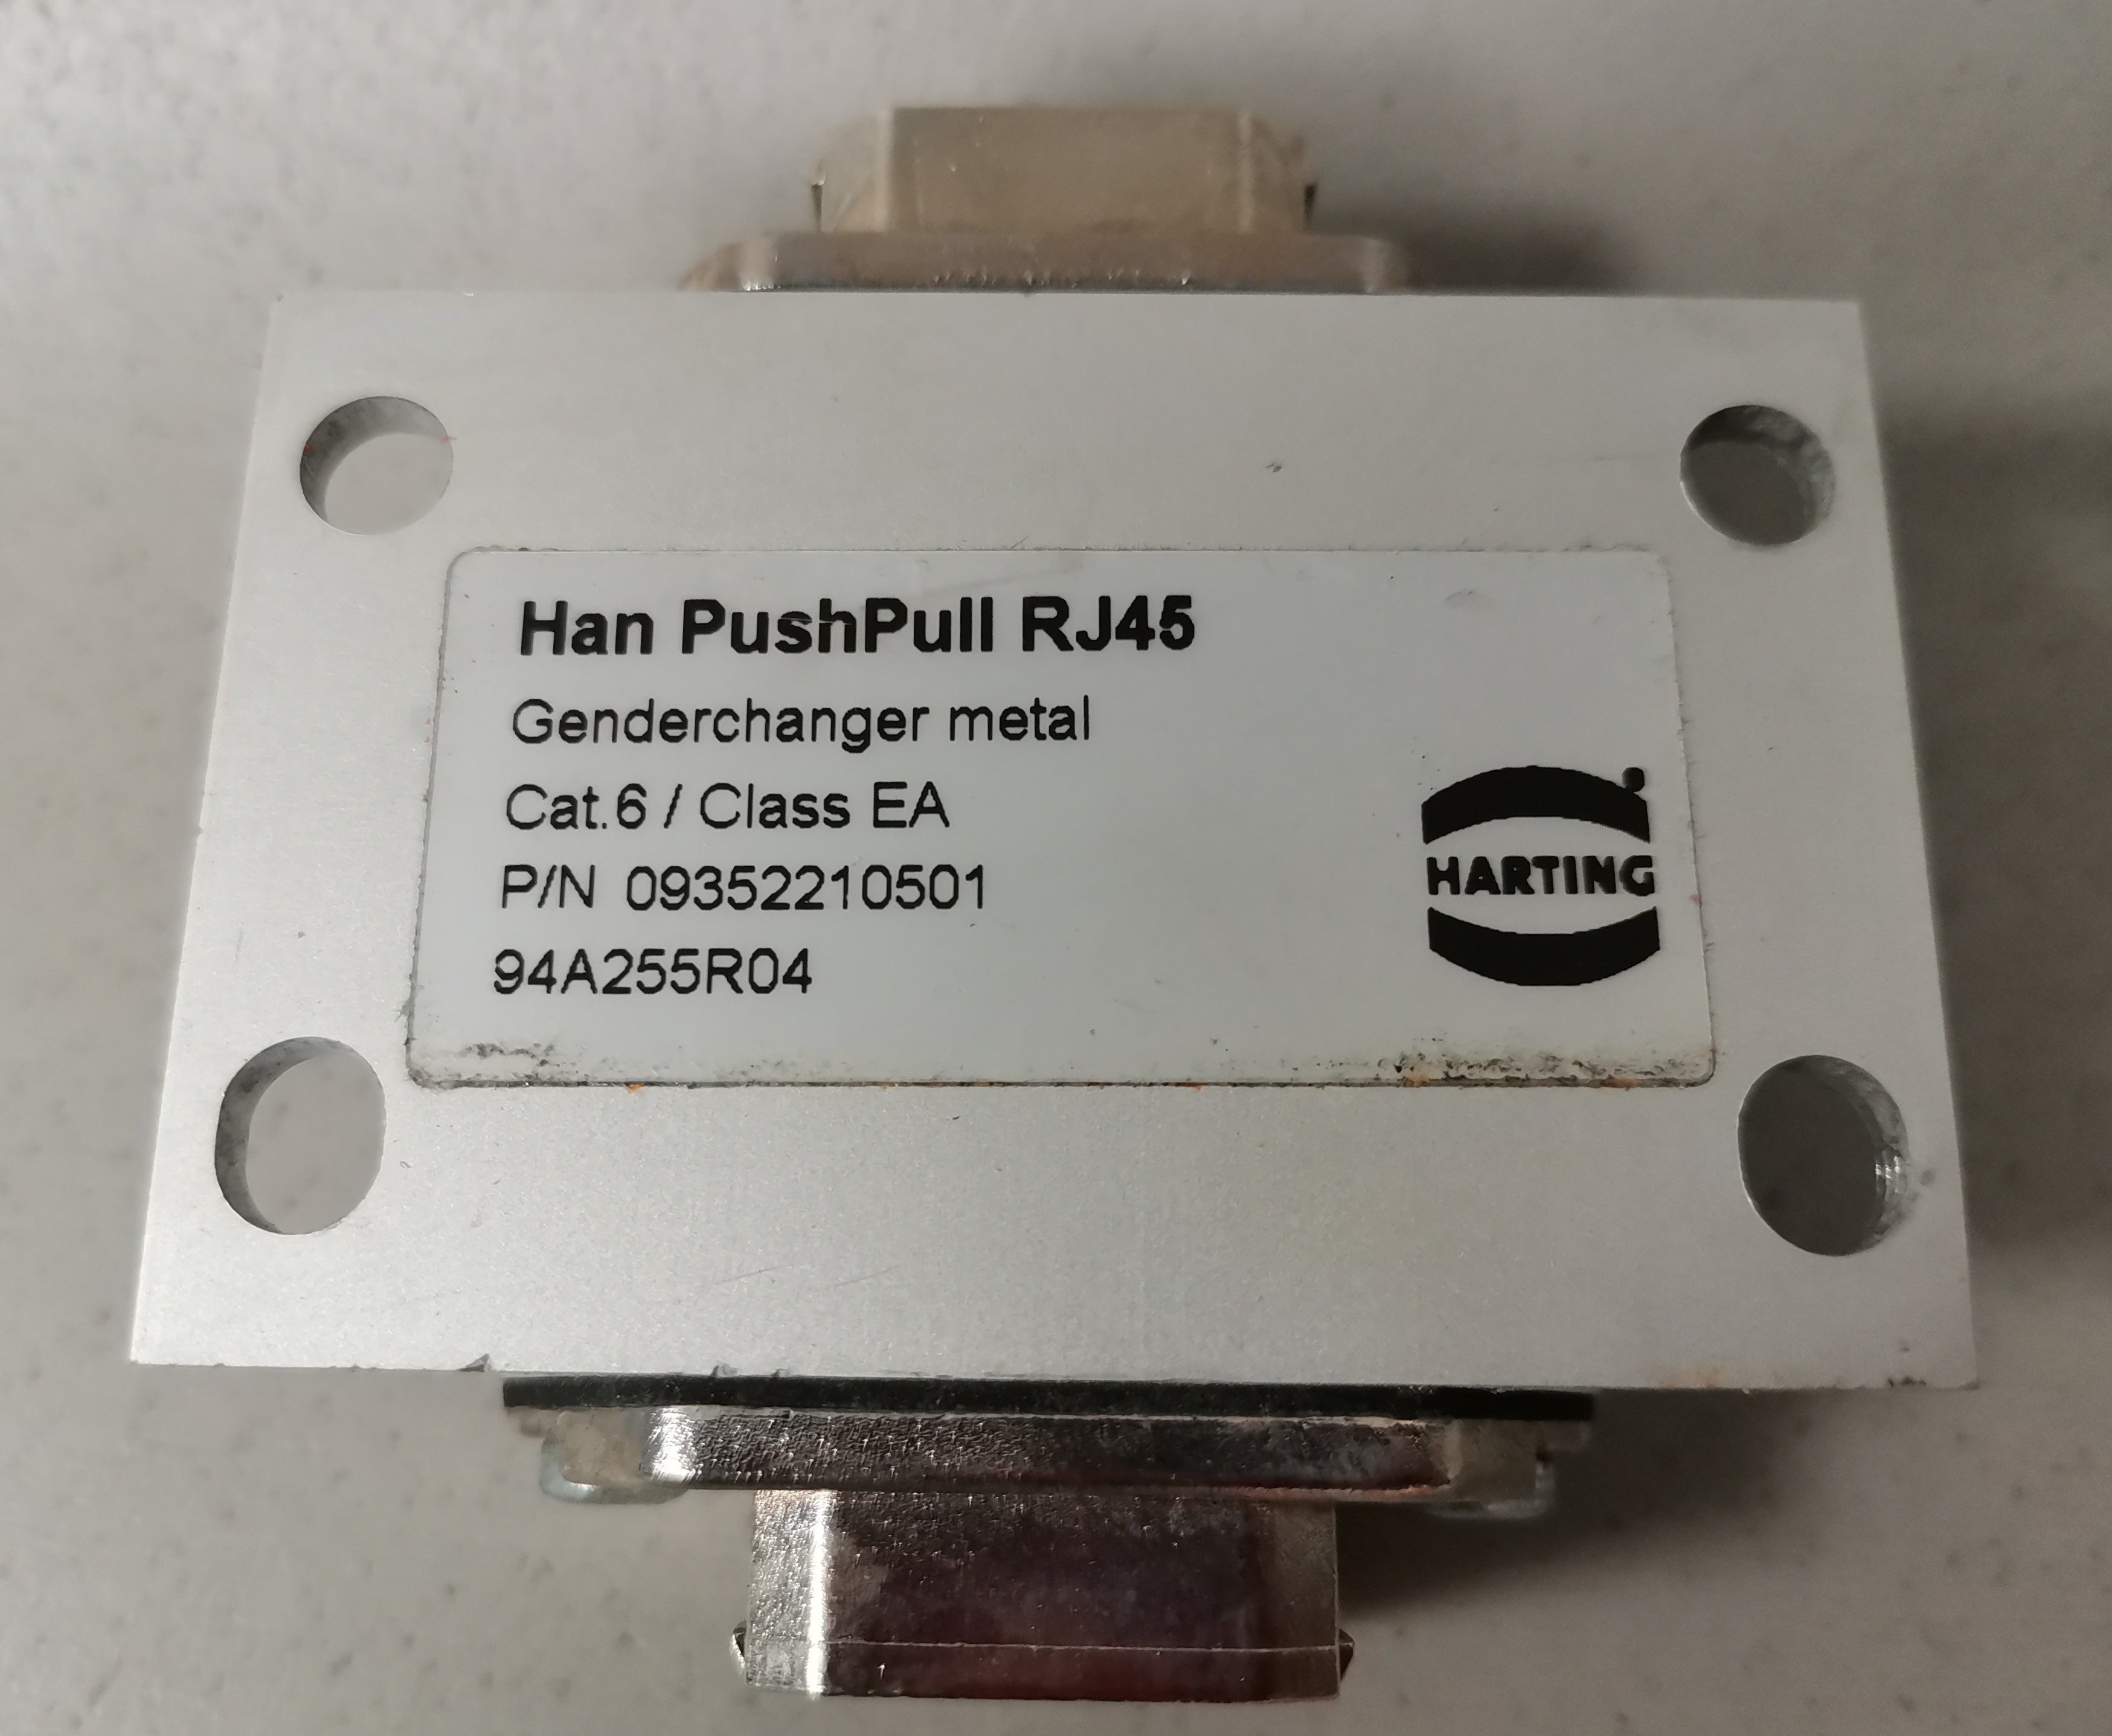 Han PushPull RJ45
Genderchanger metal
Cat.6 / Class EA
P/N 09352210501
94A255R04
HARTING